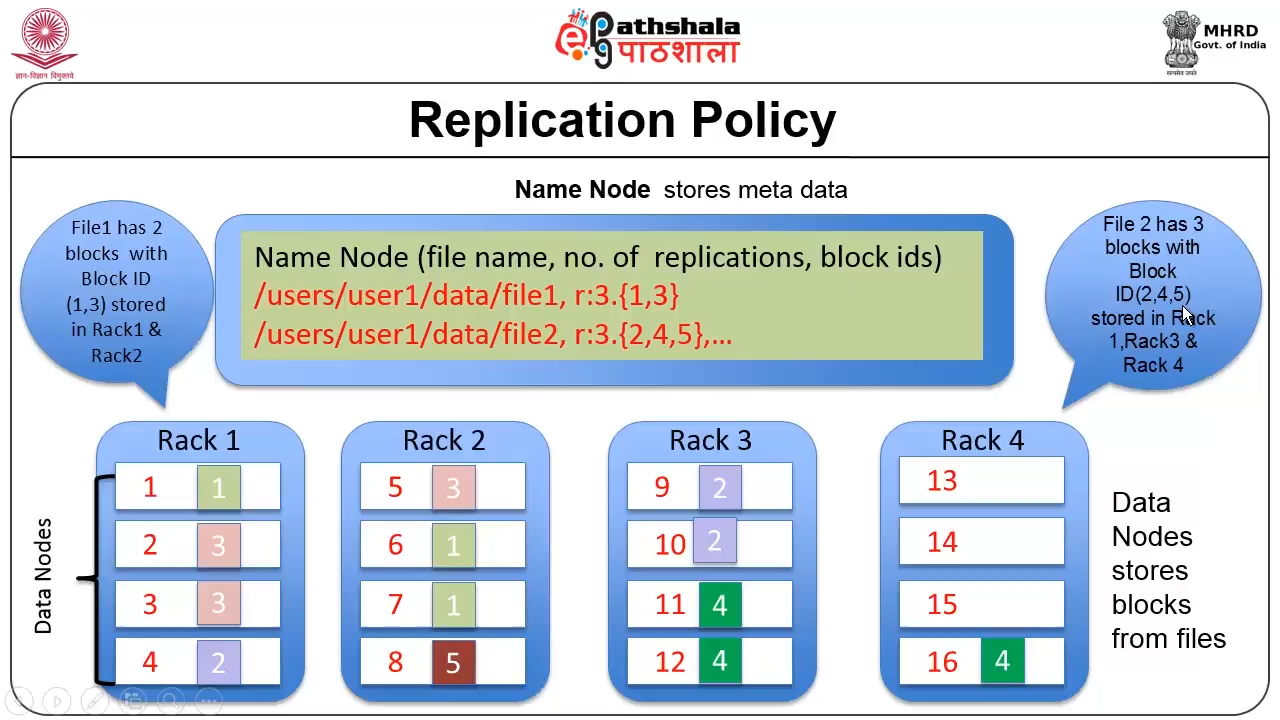 ज्ञान-विज्ञान विमुक्तये
ePathshala
पाठशाला
MHRD
Govt. of India
सत्यमेव जयते
Replication Policy
Name Node stores meta data
File1 has 2
blocks with
Block ID
(1,3) stored
in Rack1 &
Rack2
Name Node (file name, no. of replications, block ids)
/users/user1/data/file1, r:3.{1,3}
/users/user1/data/file2, r:3.{2,4,5},...
File 2 has 3
blocks with
Block
ID(2,4,5)
stored in Rack
1,Rack3 &
Rack 4
Data Nodes
Rack 1
1 1
2 3
3 3
4 2
Rack 2
5 3
6 1
7 1
8 5
Rack 3
9 2
10 2
11 4
12 4
Rack 4
13
14
15
16 4
Data
Nodes
stores
blocks
from files